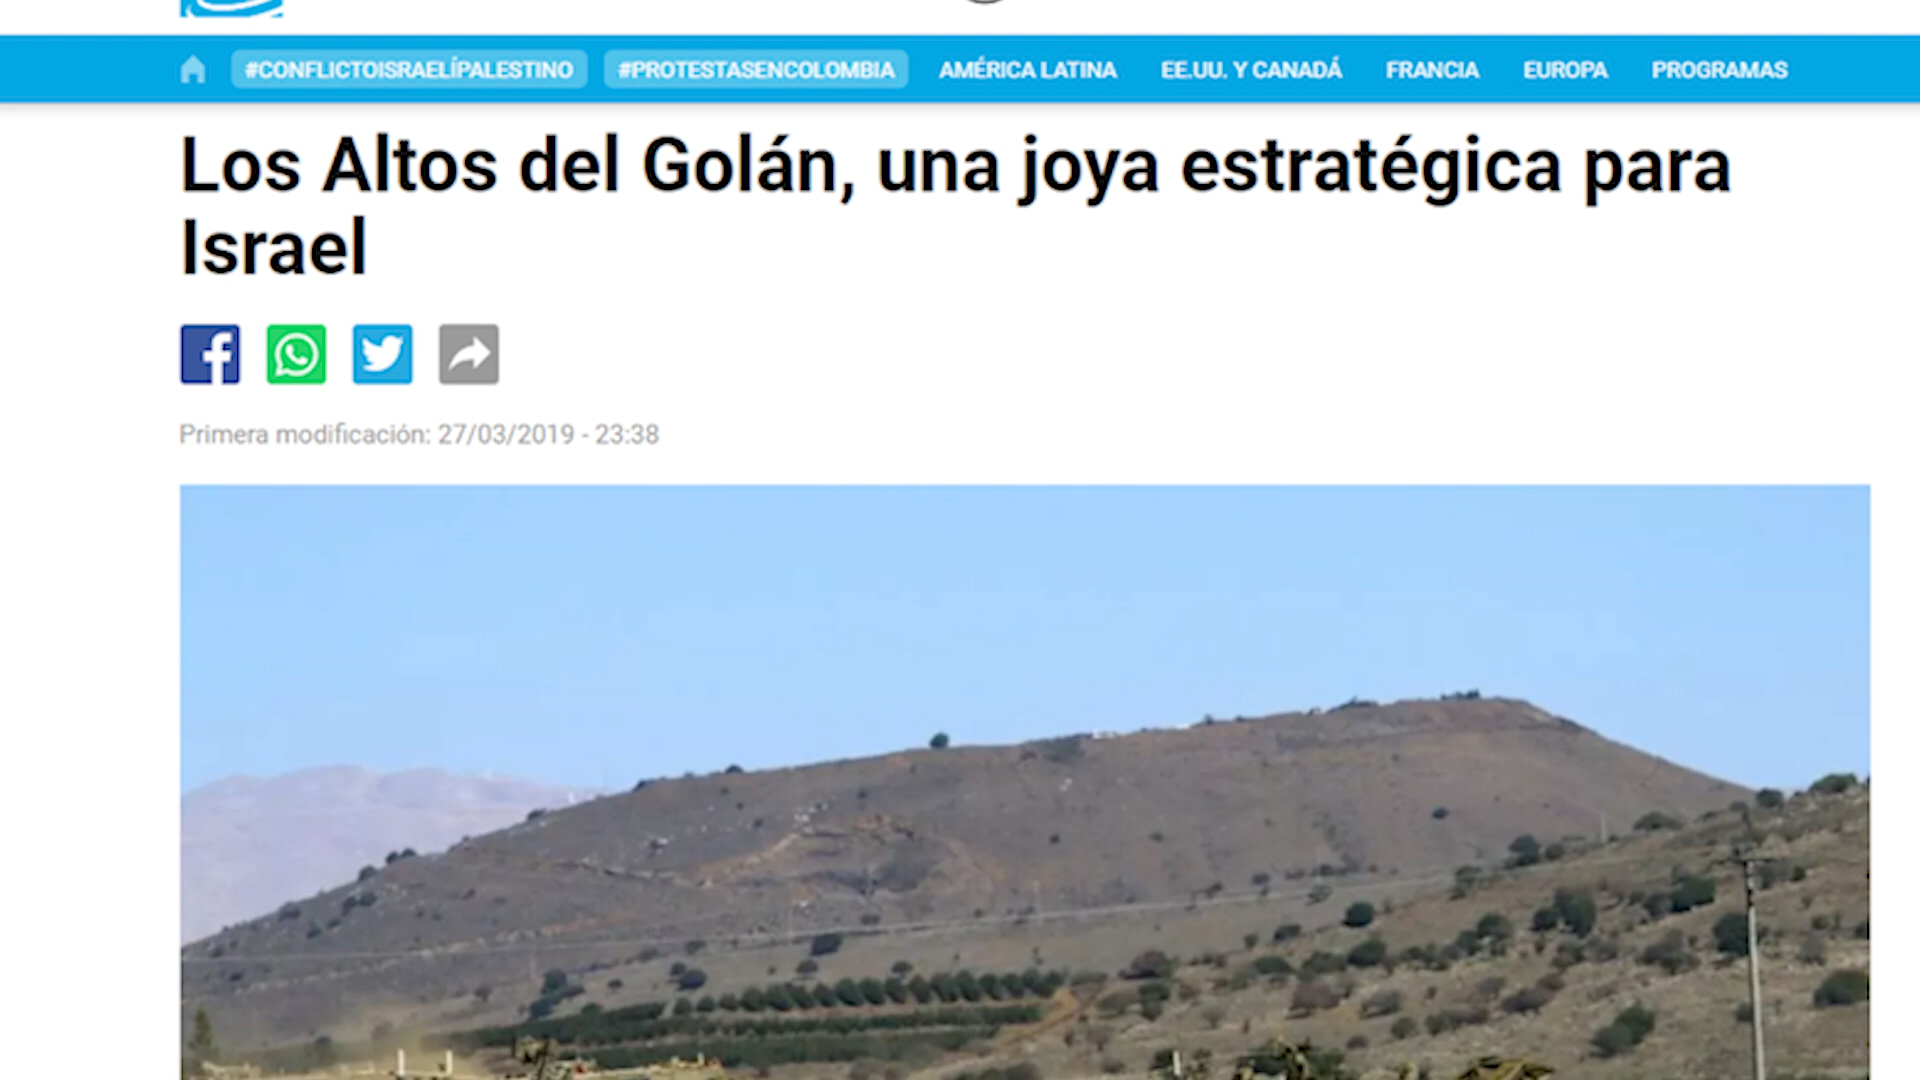 #CONFLICTOISRAELÍPALESTINO #PROTESTASENCOLOMBIA AMÉRICA LATINA EE.UU. Y CANADÁ FRANCIA EUROPA PROGRAMAS
Los Altos del Golán, una joya estratégica para
Israel
Primera modificación: 27/03/2019 - 23:38